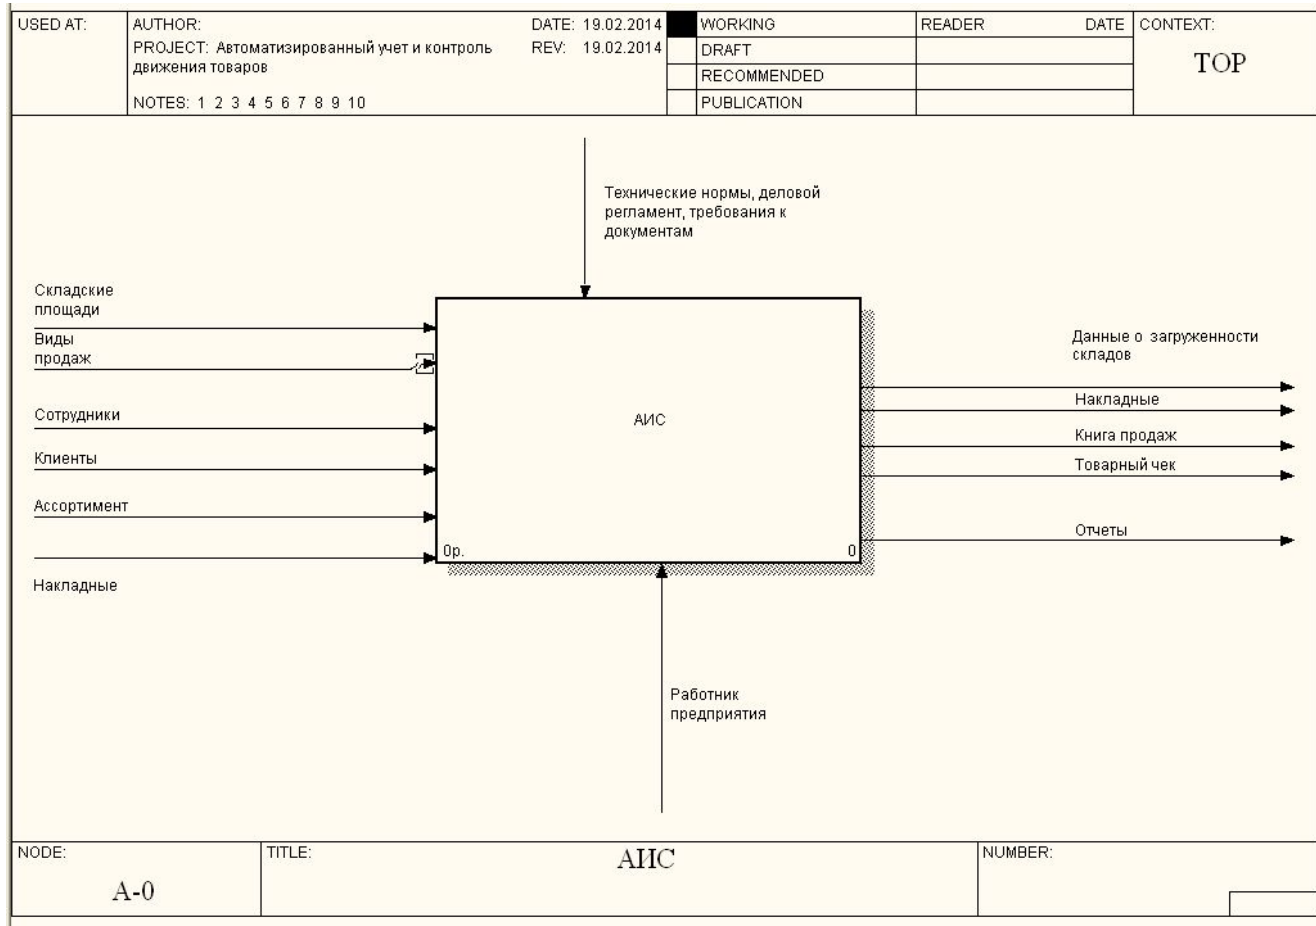 USED AT:
AUTHOR:
DATE: 19.02.2014
PROJECT: Автоматизированный учет и контроль
движения товаров
REV: 19.02.2014
NOTES: 1 2 3 4 5 6 7 8 9 10
WORKING
DRAFT
RECOMMENDED
PUBLICATION
READER
DATE
CONTEXT:
TOP
Технические нормы, деловой
регламент, требования к
документам
Складские
площади
Виды
продаж
Сотрудники
Клиенты
Ассортимент
Накладные
АИС
0р.
0
Данные о загруженности
складов
Накладные
Книга продаж
Товарный чек
Отчеты
Работник
предприятия
NODE:
A-0
TITLE:
АИС
NUMBER: